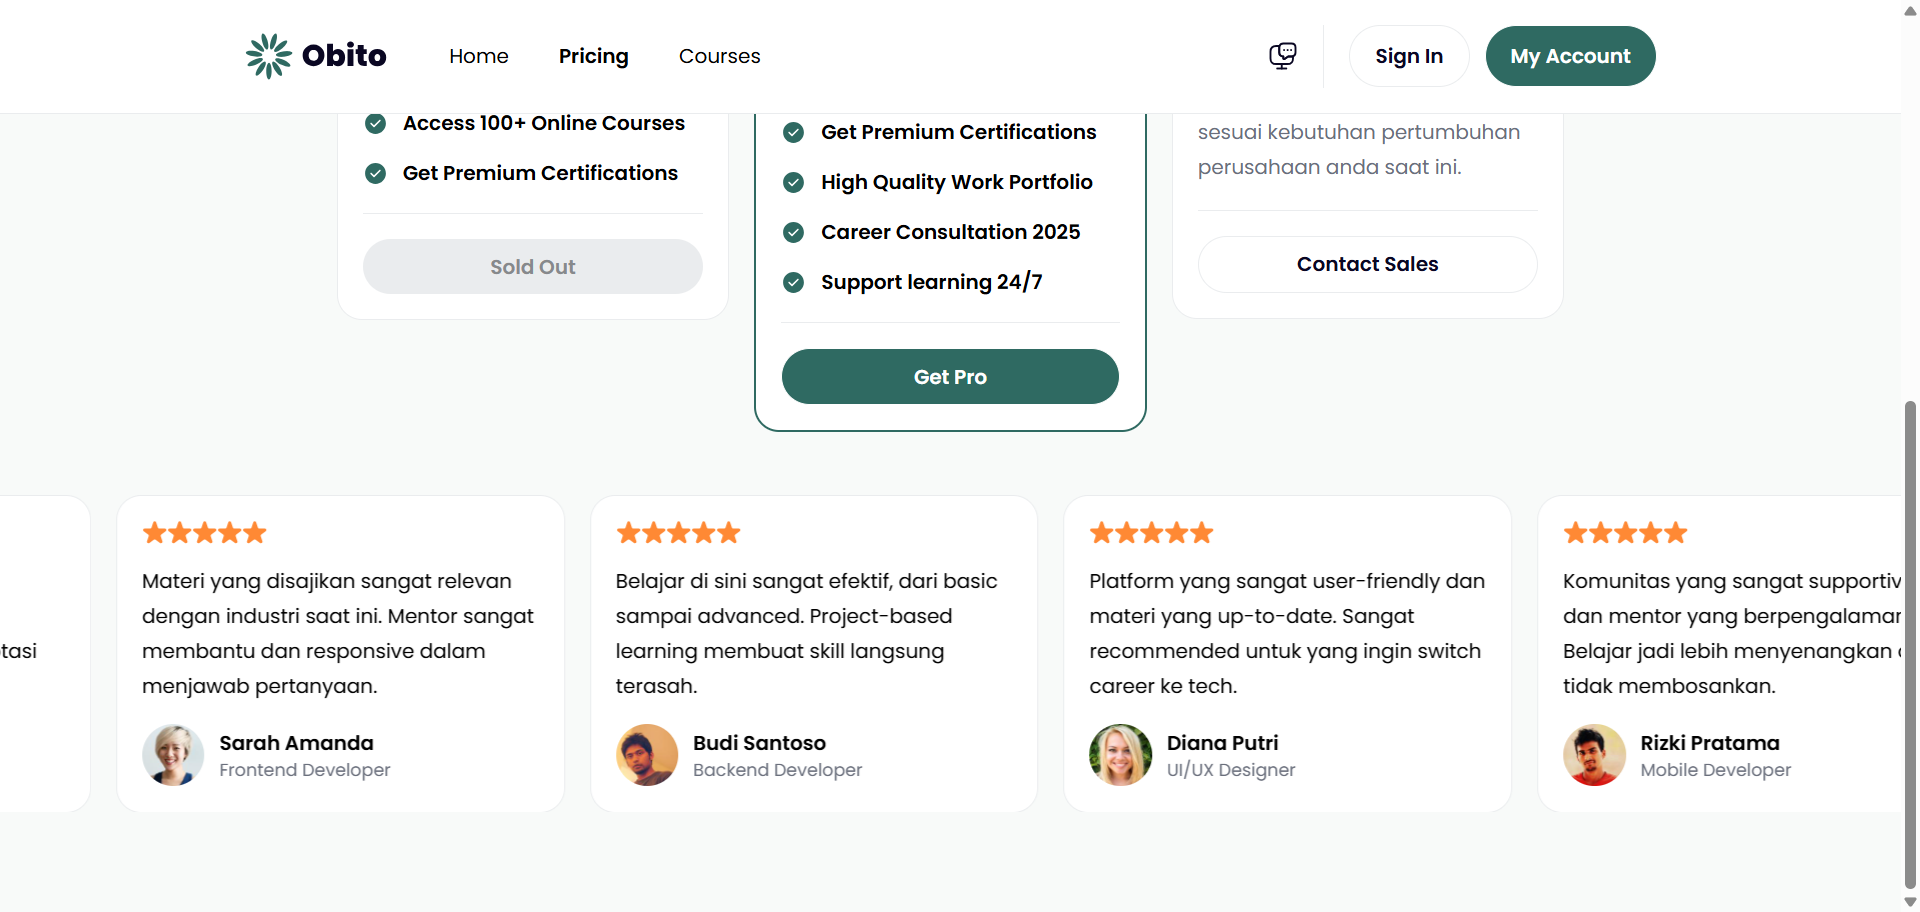 Obito
Home
Pricing
Courses
Sign In
My Account
Access 100+ Online Courses
Get Premium Certifications
Sold Out
Get Premium Certifications
High Quality Work Portfolio
Career Consultation 2025
Support learning 24/7
Get Pro
sesuai kebutuhan pertumbuhan
perusahaan anda saat ini.
Contact Sales
Materi yang disajikan sangat relevan
dengan industri saat ini. Mentor sangat
membantu dan responsive dalam
menjawab pertanyaan.
Sarah Amanda
Frontend Developer
Belajar di sini sangat efektif, dari basic
sampai advanced. Project-based
learning membuat skill langsung
terasah.
Budi Santoso
Backend Developer
Platform yang sangat user-friendly dan
materi yang up-to-date. Sangat
recommended untuk yang ingin switch
career ke tech.
Diana Putri
UI/UX Designer
Komunitas yang sangat
dan mentor yang
Belajar jadi lebih menyenangkan
tidak membosankan.
Rizki Pratama
Mobile Developer